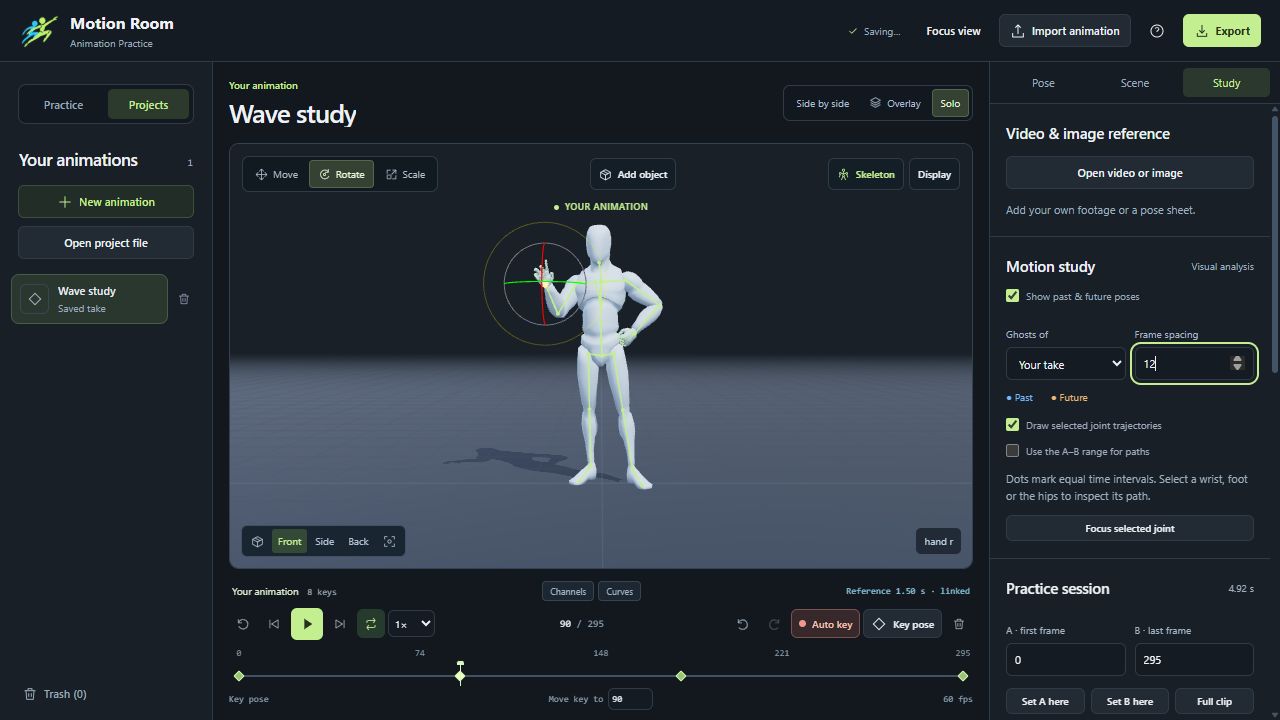 Motion Room
Animation Practice
Saving...
Focus view
Import animation
Export
Practice
Projects
Your animations
1
New animation
Open project file
Wave study
Saved take
Trash (0)
Your animation
Wave study
Side by side
Overlay
Solo
Move
Rotate
Scale
Add object
Skeleton
Display
YOUR ANIMATION
Front
Side
Back
hand r
Your animation 8 keys
Channels
Curves
Reference 1.50 s · linked
1x
90 / 295
Auto key
Key pose
0 74 148 221 295
Key pose
Move key to 90
60 fps
Pose
Scene
Study
Video & image reference
Open video or image
Add your own footage or a pose sheet.
Motion study
Visual analysis
Show past & future poses
Ghosts of
Frame spacing
Your take
12
Past
Future
Draw selected joint trajectories
Use the A–B range for paths
Dots mark equal time intervals. Select a wrist, foot
or the hips to inspect its path.
Focus selected joint
Practice session
4.92 s
A · first frame
B · last frame
0
295
Set A here
Set B here
Full clip